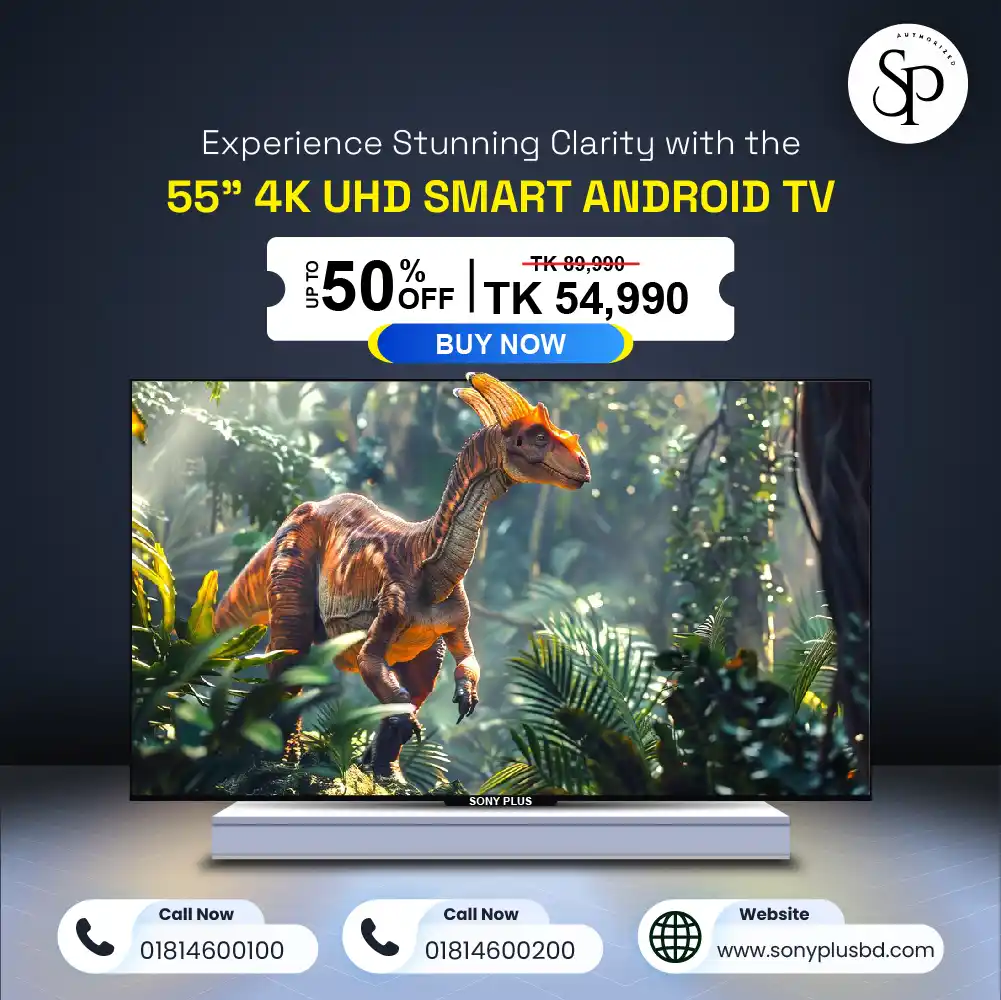 AUTHORIZED
SP
Experience Stunning Clarity with the
55” 4K UHD SMART ANDROID TV
UP TO 50% OFF
TK 89,990
TK 54,990
BUY NOW
SONY PLUS
Call Now
01814600100
Call Now
01814600200
Website
www.sonyplusbd.com